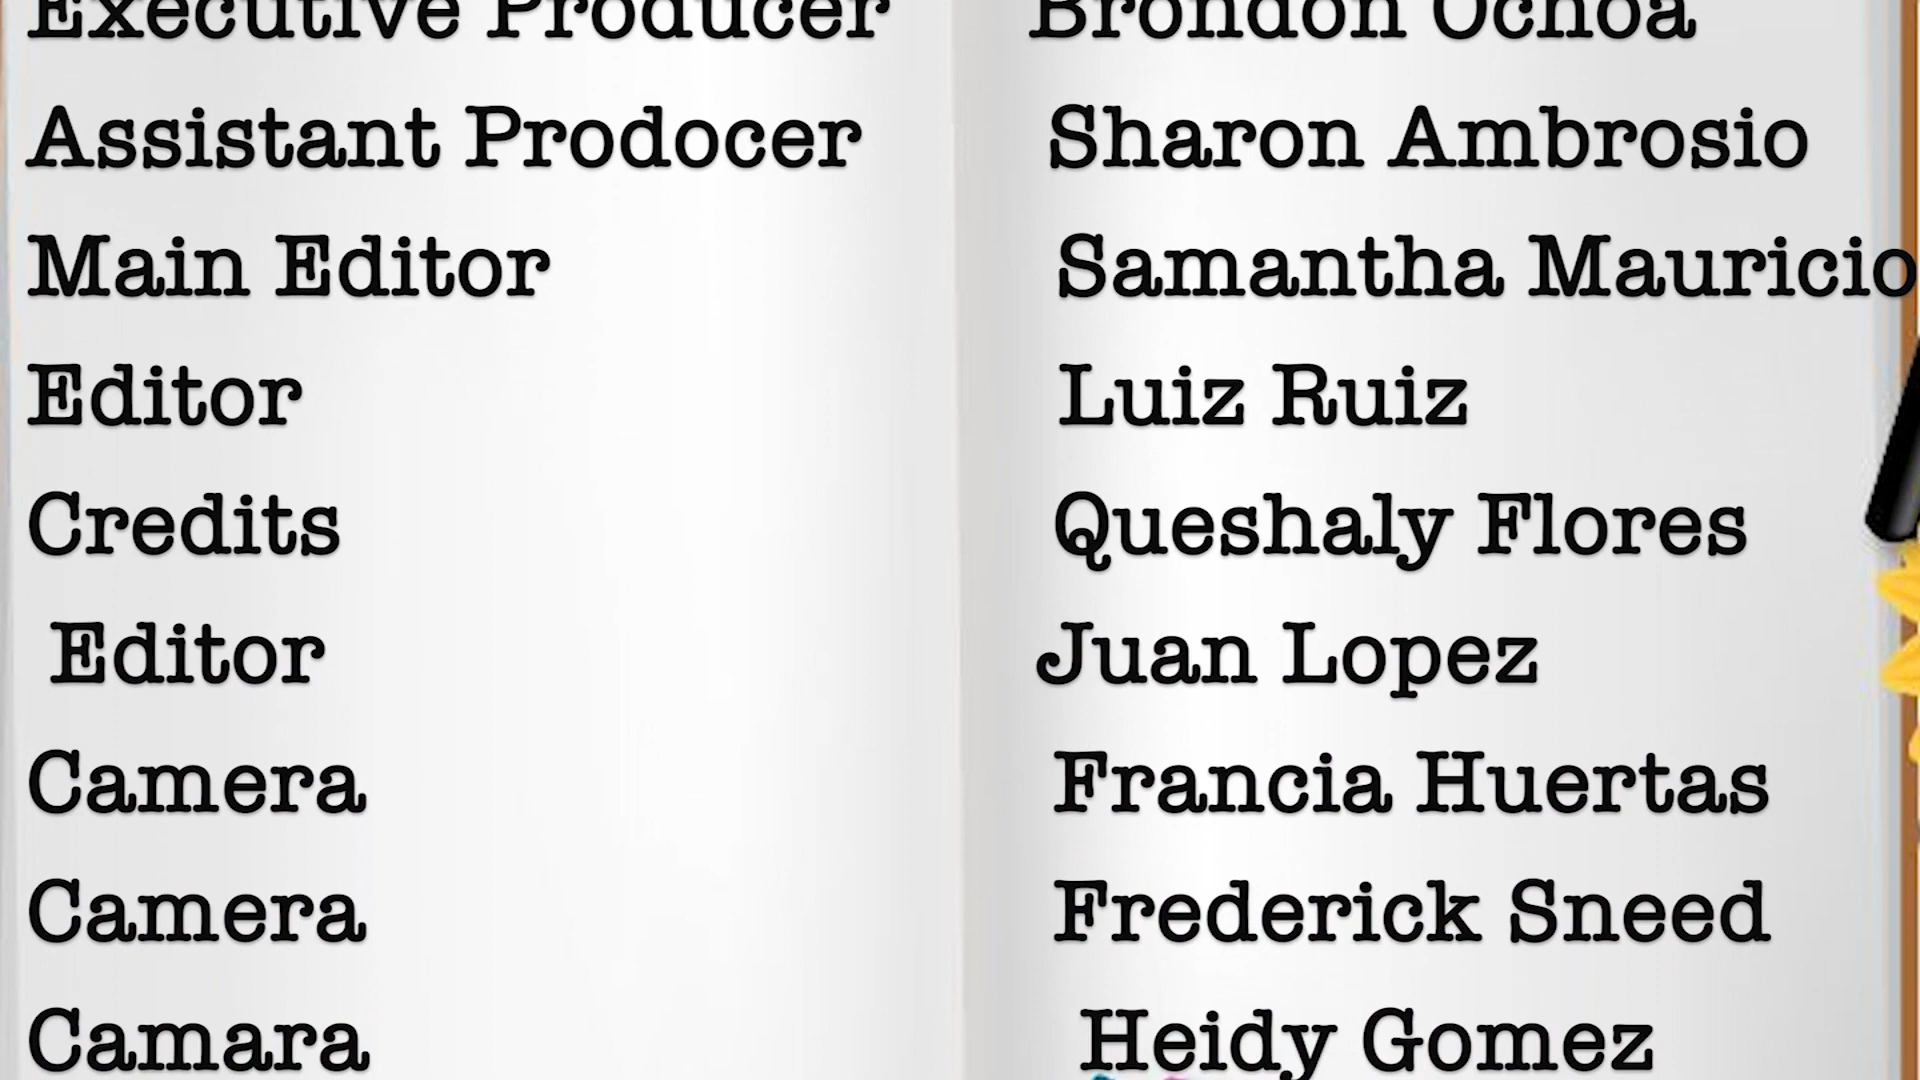 Executive Producer Brondon Ochoa
Assistant Prodocer Sharon Ambrosio
Main Editor Samantha Mauricio
Editor Luiz Ruiz
Credits Queshaly Flores
Editor Juan Lopez
Camera Francia Huertas
Camera Frederick Sneed
Camara Heidy Gomez